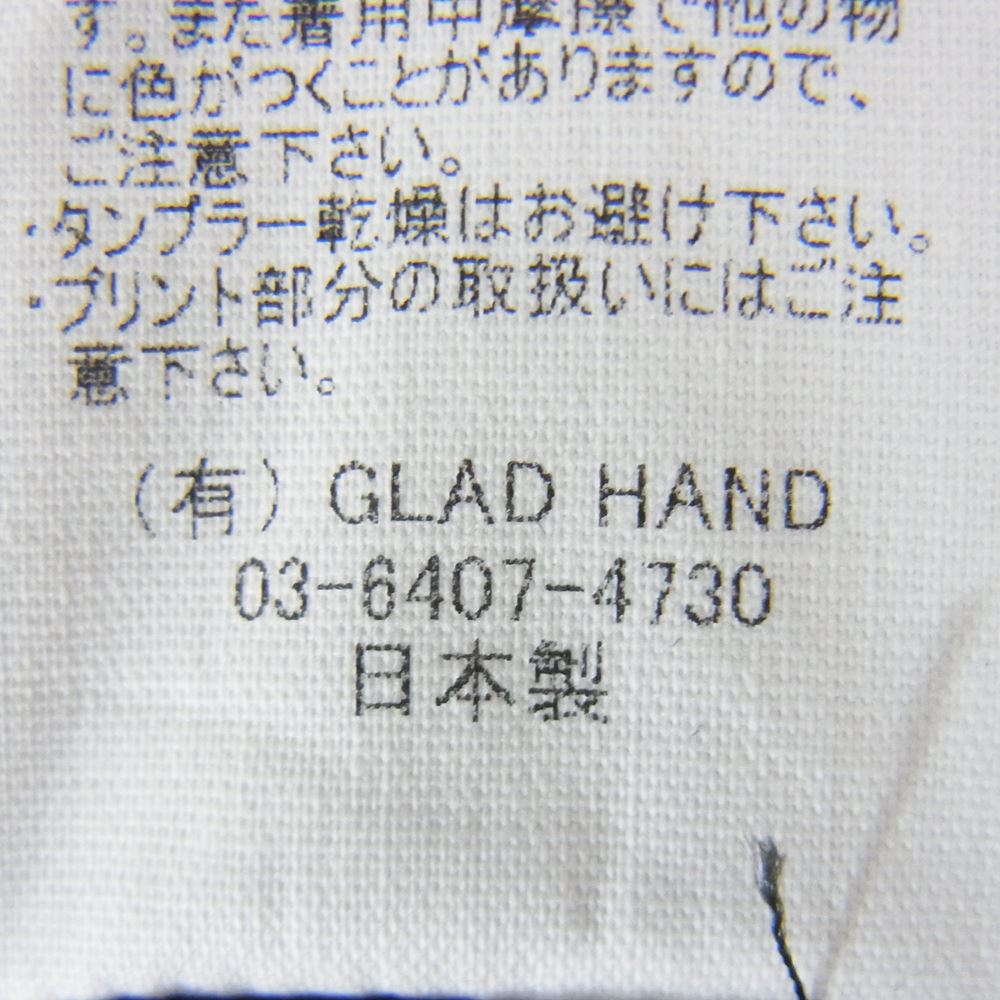 す。また着用中摩擦で他の物
に色がつくことがありますので、
ご注意下さい。
・タンブラー乾燥はお避け下さい。
・プリント部分の取扱いにはご注
意下さい。
(有) GLAD HAND
03-6407-4730
日本製